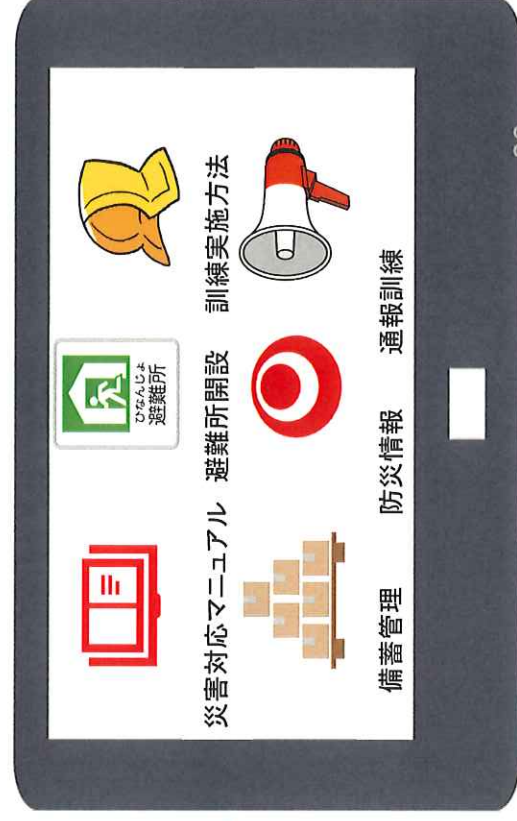 ひなんじょ
避難所
災害対応マニュアル
避難所開設
訓練実施方法
備蓄管理
防災情報
通報訓練